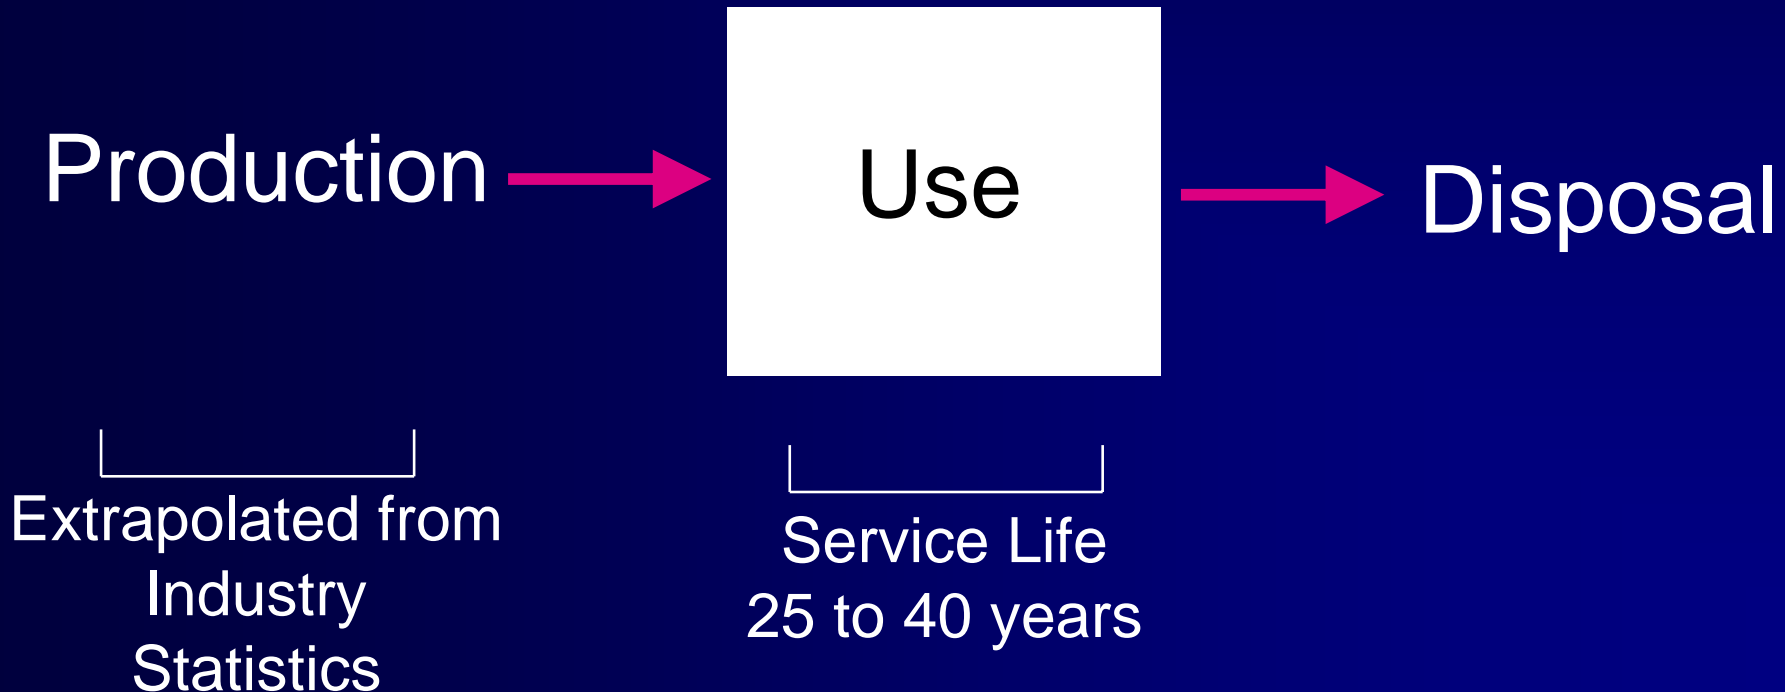 Production
Use
Disposal
Extrapolated from
Industry
Statistics
Service Life
25 to 40 years